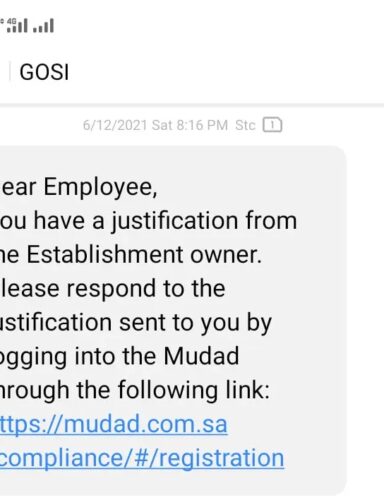 4G
GOSI
6/12/2021 Sat 8:16 PM Stc 1
ear Employee,
ou have a justification from
he Establishment owner.
lease respond to the
ustification sent to you by
ogging into the Mudad
hrough the following link:
ttps://mudad.com.sa
compliance/#/registration